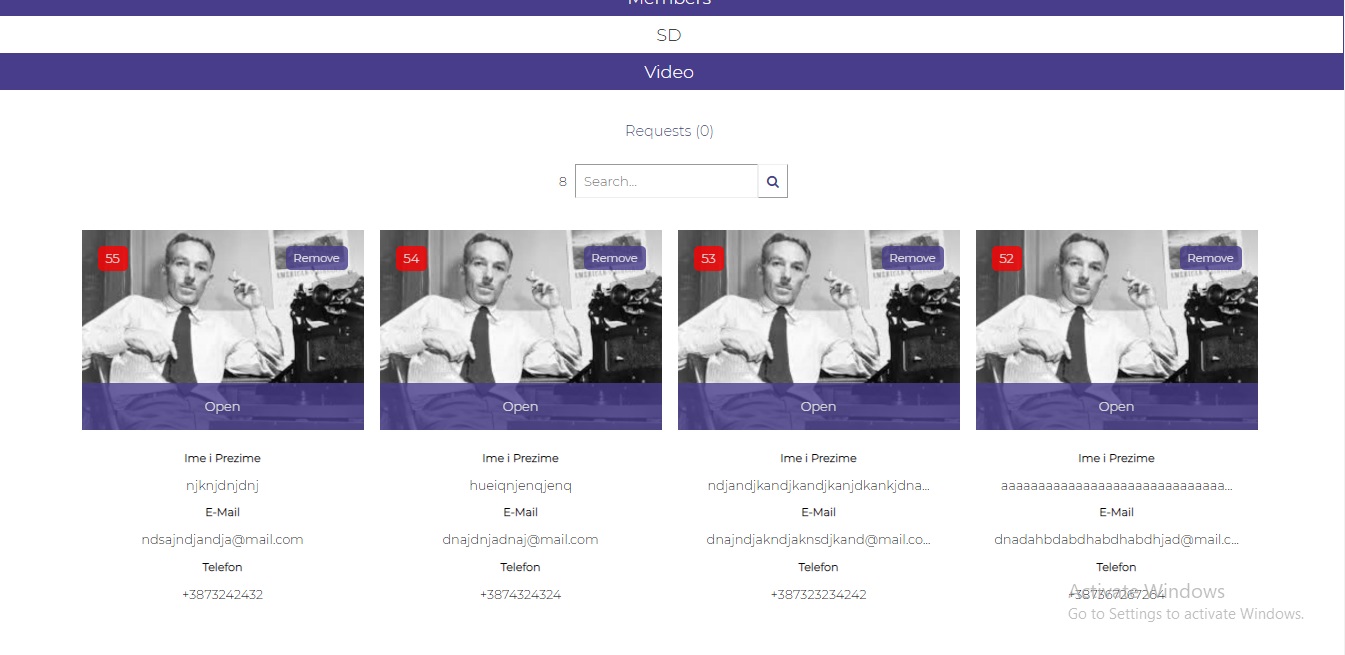 Members
SD
Video
Requests (0)
8 Search...
55 Remove 54 Remove 53 Remove 52 Remove
Open Open Open Open
Ime i Prezime Ime i Prezime Ime i Prezime Ime i Prezime
njknjdnjdnj hueiqnjenqjenq ndjandjkandjkandjkanjdkankjdna... aaaaaaaaaaaaaaaaaaaaaaaaaaaaaa...
E-Mail E-Mail E-Mail E-Mail
ndsajndjandja@mail.com dnajdnjadnaj@mail.com dnajndjakndjaknsdjkand@mail.co... dnadahbdabdhabdhabdhjad@mail.c...
Telefon Telefon Telefon Telefon
+3873242432 +3874324324 +387323234242
Activate Windows
Go to Settings to activate Windows.